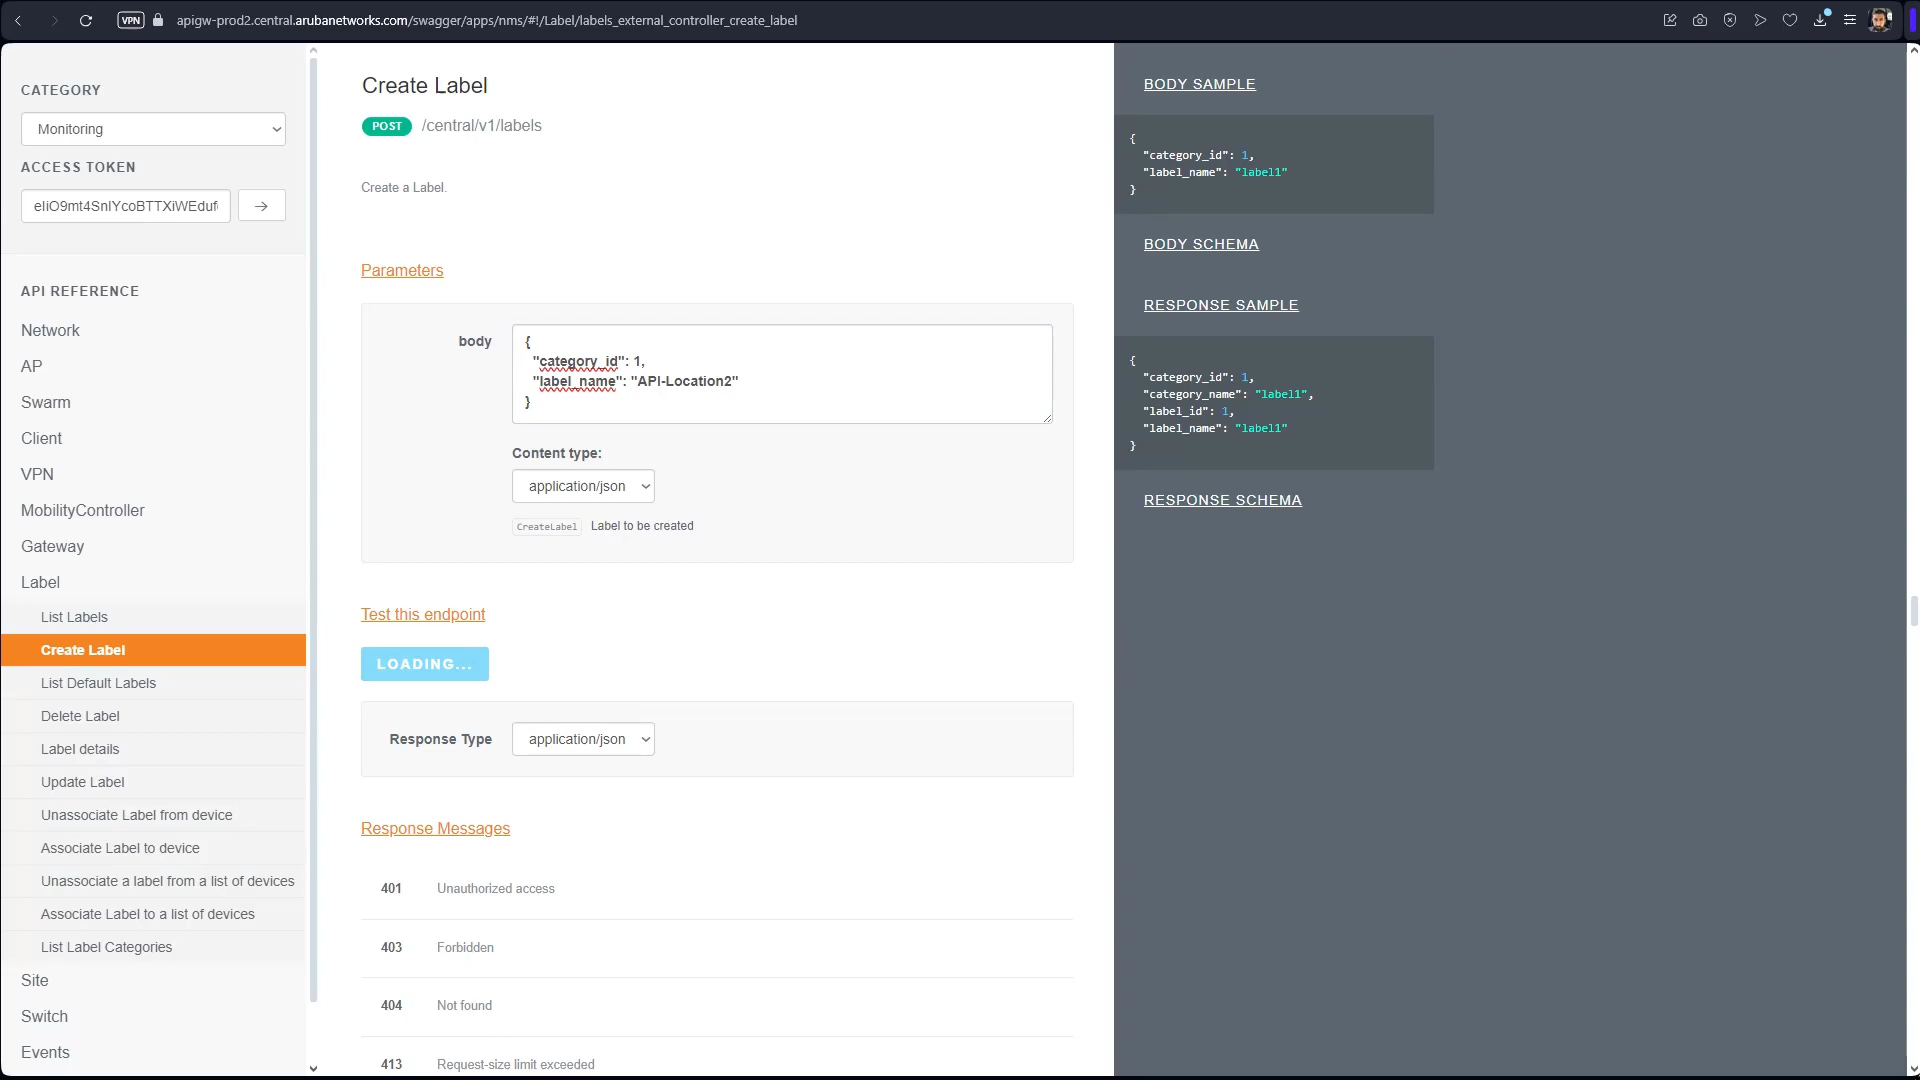 VPN
apigw-prod2.central.arubanetworks.com/swagger/apps/nms/#!/Label/labels_external_controller_create_label
CATEGORY
Monitoring
ACCESS TOKEN
API REFERENCE
Network
AP
Swarm
Client
VPN
MobilityController
Gateway
Label
List Labels
Create Label
List Default Labels
Delete Label
Label details
Update Label
Unassociate Label from device
Associate Label to device
Unassociate a label from a list of devices
Associate Label to a list of devices
List Label Categories
Site
Switch
Events
Create Label
POST /central/v1/labels
Create a Label.
Parameters
body
{
"category_id": 1,
"label_name": "API-Location2"
}
Content type:
application/json
CreateLabel Label to be created
Test this endpoint
LOADING...
Response Type application/json
Response Messages
401 Unauthorized access
403 Forbidden
404 Not found
413 Request-size limit exceeded
BODY SAMPLE
{
"category_id": 1,
"label_name": "label1"
}
BODY SCHEMA
RESPONSE SAMPLE
{
"category_id": 1,
"category_name": "label1",
"label_id": 1,
"label_name": "label1"
}
RESPONSE SCHEMA